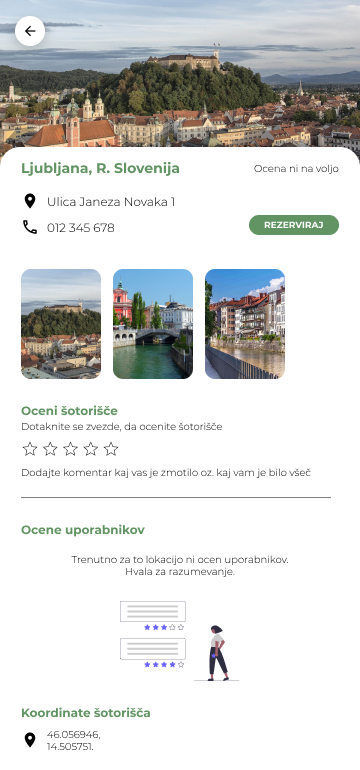 Ljubljana, R. Slovenija
Ocena ni na voljo
Ulica Janeza Novaka 1
012 345 678
REZERVIRAJ
Oceni šotorišče
Dotaknite se zvezde, da ocenite šotorišče
Dodajte komentar kaj vas je zmotilo oz. kaj vam je bilo všeč
Ocene uporabnikov
Trenutno za to lokacijo ni ocen uporabnikov.
Hvala za razumevanje.
Koordinate šotorišča
46.056946,
14.505751.